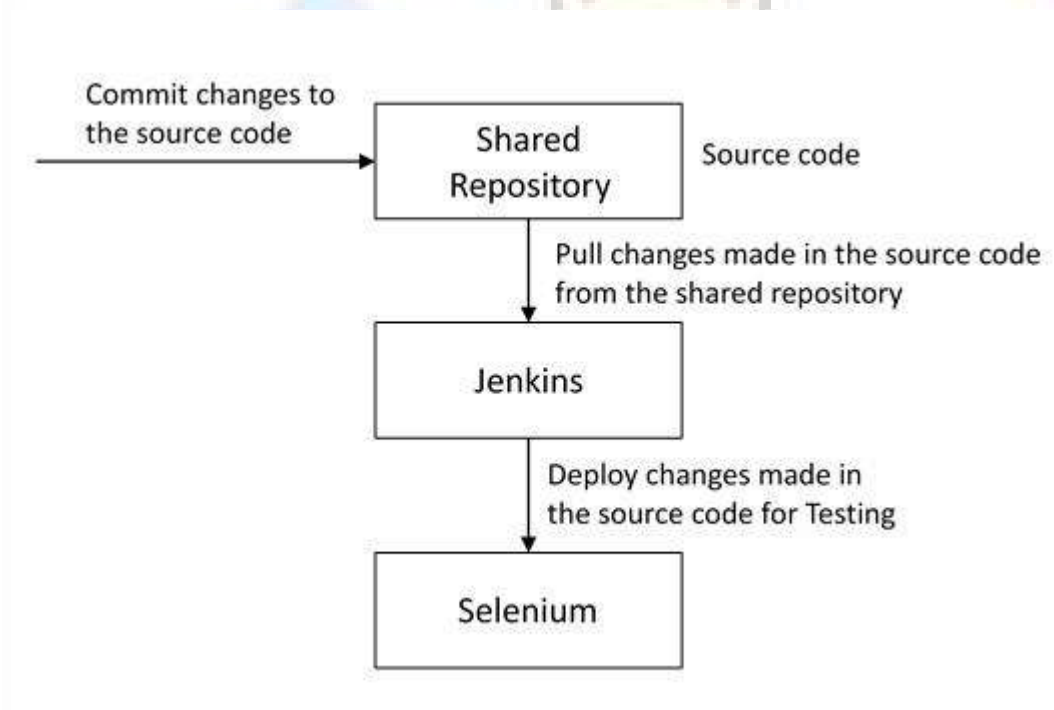 Commit changes to
the source code
Shared
Repository
Source code
Pull changes made in the source code
from the shared repository
Jenkins
Deploy changes made in
the source code for Testing
Selenium